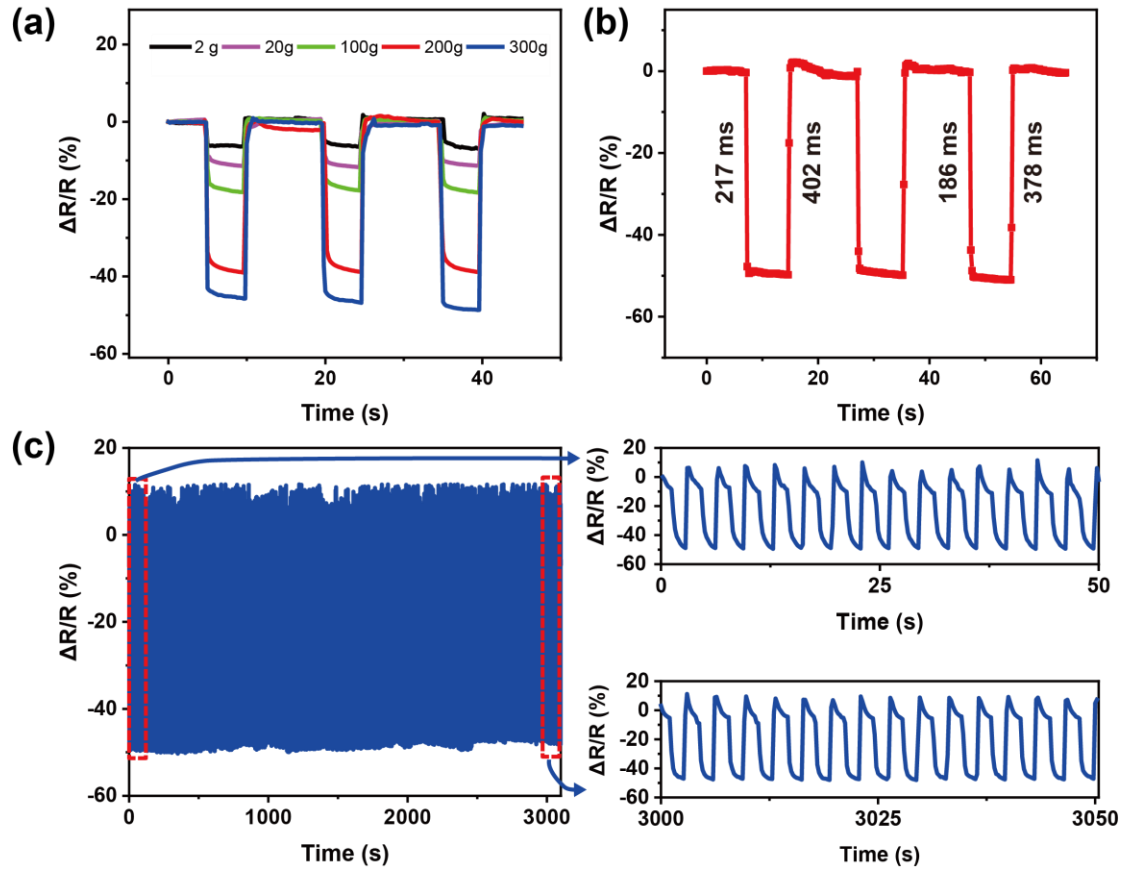 (a)
2 g 20g 100g 200g 300g
20
0
-20
-40
-60
ΔR/R (%)
0 20 40
Time (s)
(b)
0
-20
-40
-60
ΔR/R (%)
217 ms
402 ms
186 ms
378 ms
0 20 40 60
Time (s)
(c)
20
0
-20
-40
-60
ΔR/R (%)
0 1000 2000 3000
Time (s)
20
0
-20
-40
-60
ΔR/R (%)
0 25 50
Time (s)
20
0
-20
-40
-60
ΔR/R (%)
3000 3025 3050
Time (s)